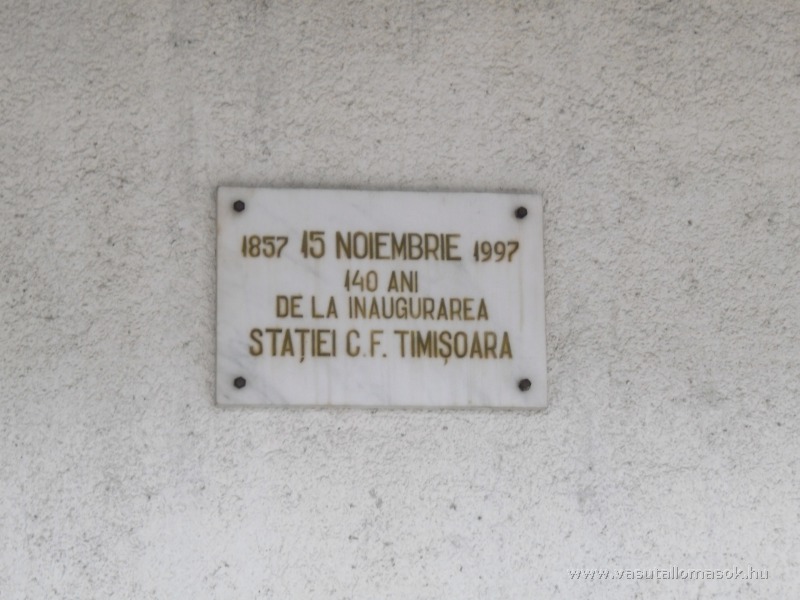 1857 15 NOIEMBRIE 1997
140 ANI
DE LA INAUGURAREA
STAȚIEI C.F. TIMIȘOARA
www.vasutallomasok.hu